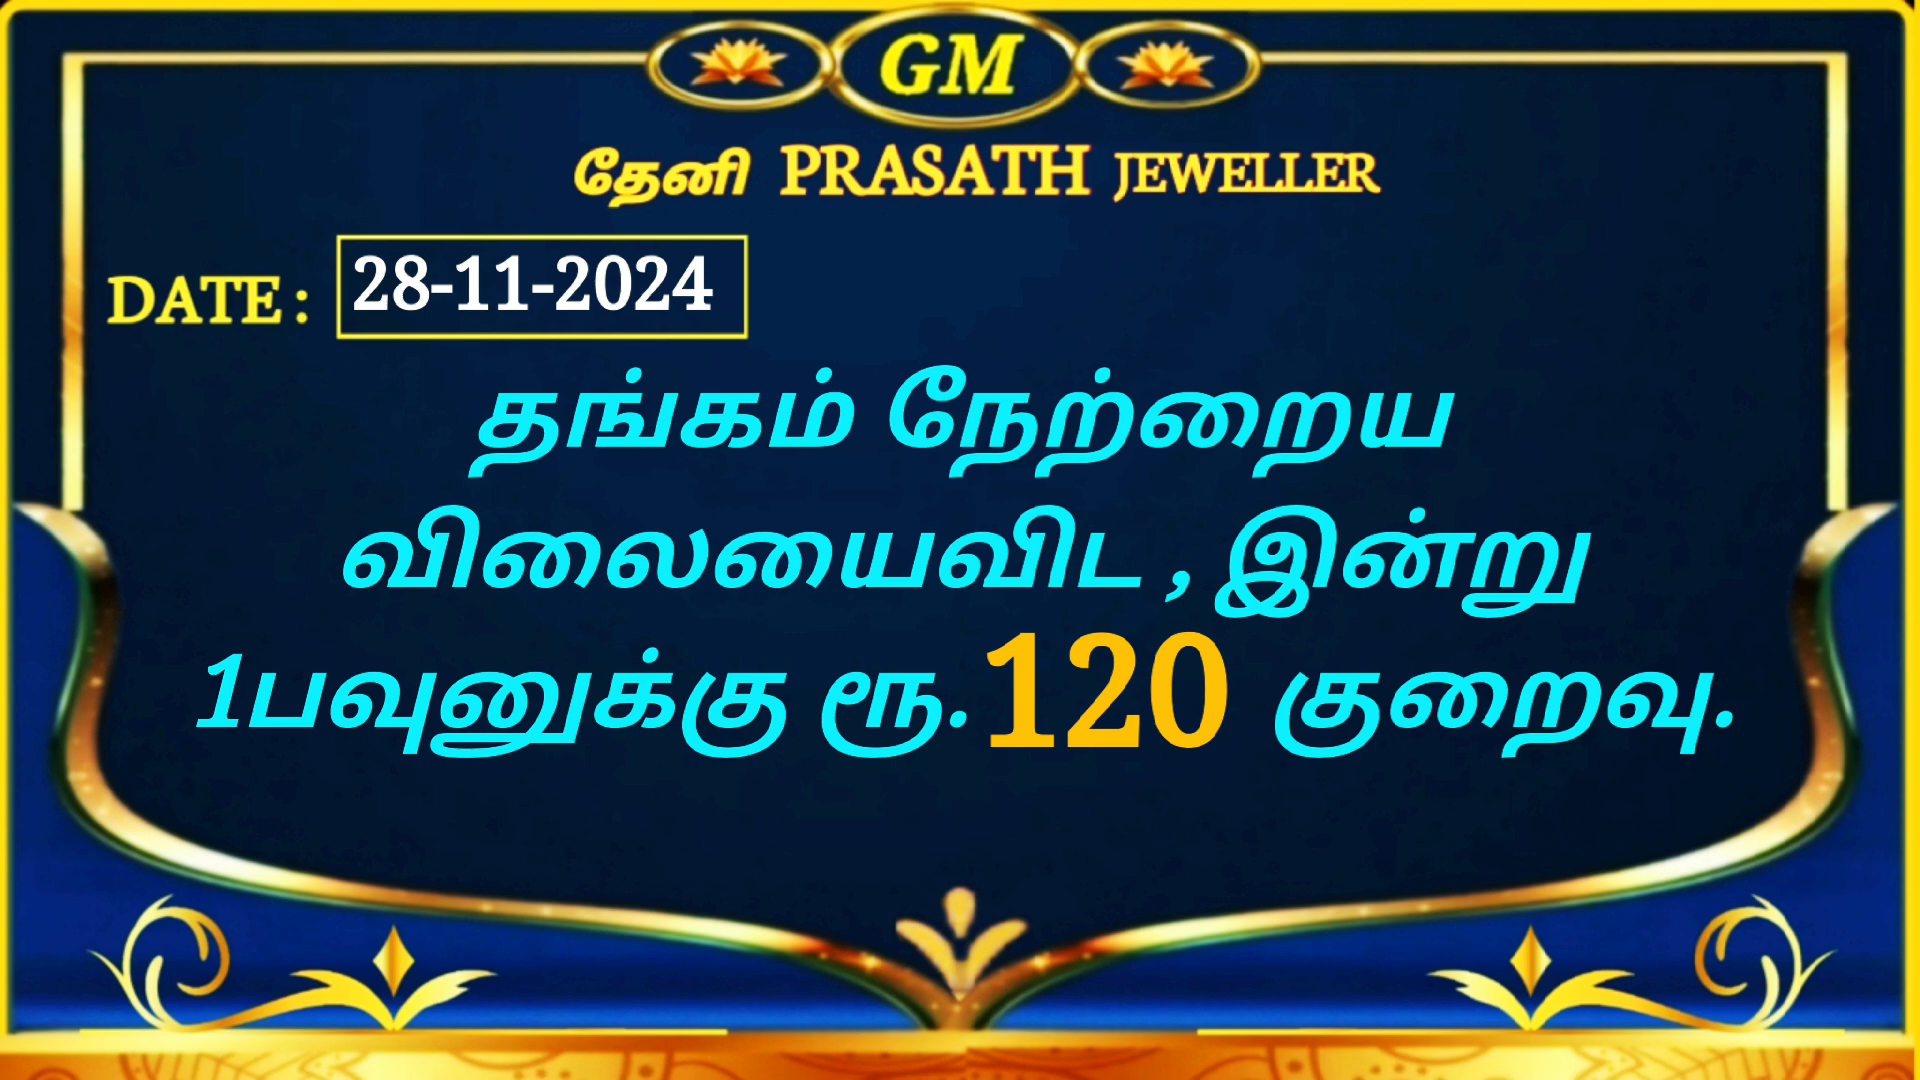 GM
தேனி PRASATH JEWELLER
DATE : 28-11-2024
தங்கம் நேற்றைய
விலையைவிட , இன்று
1பவுனுக்கு ரூ.120 குறைவு.